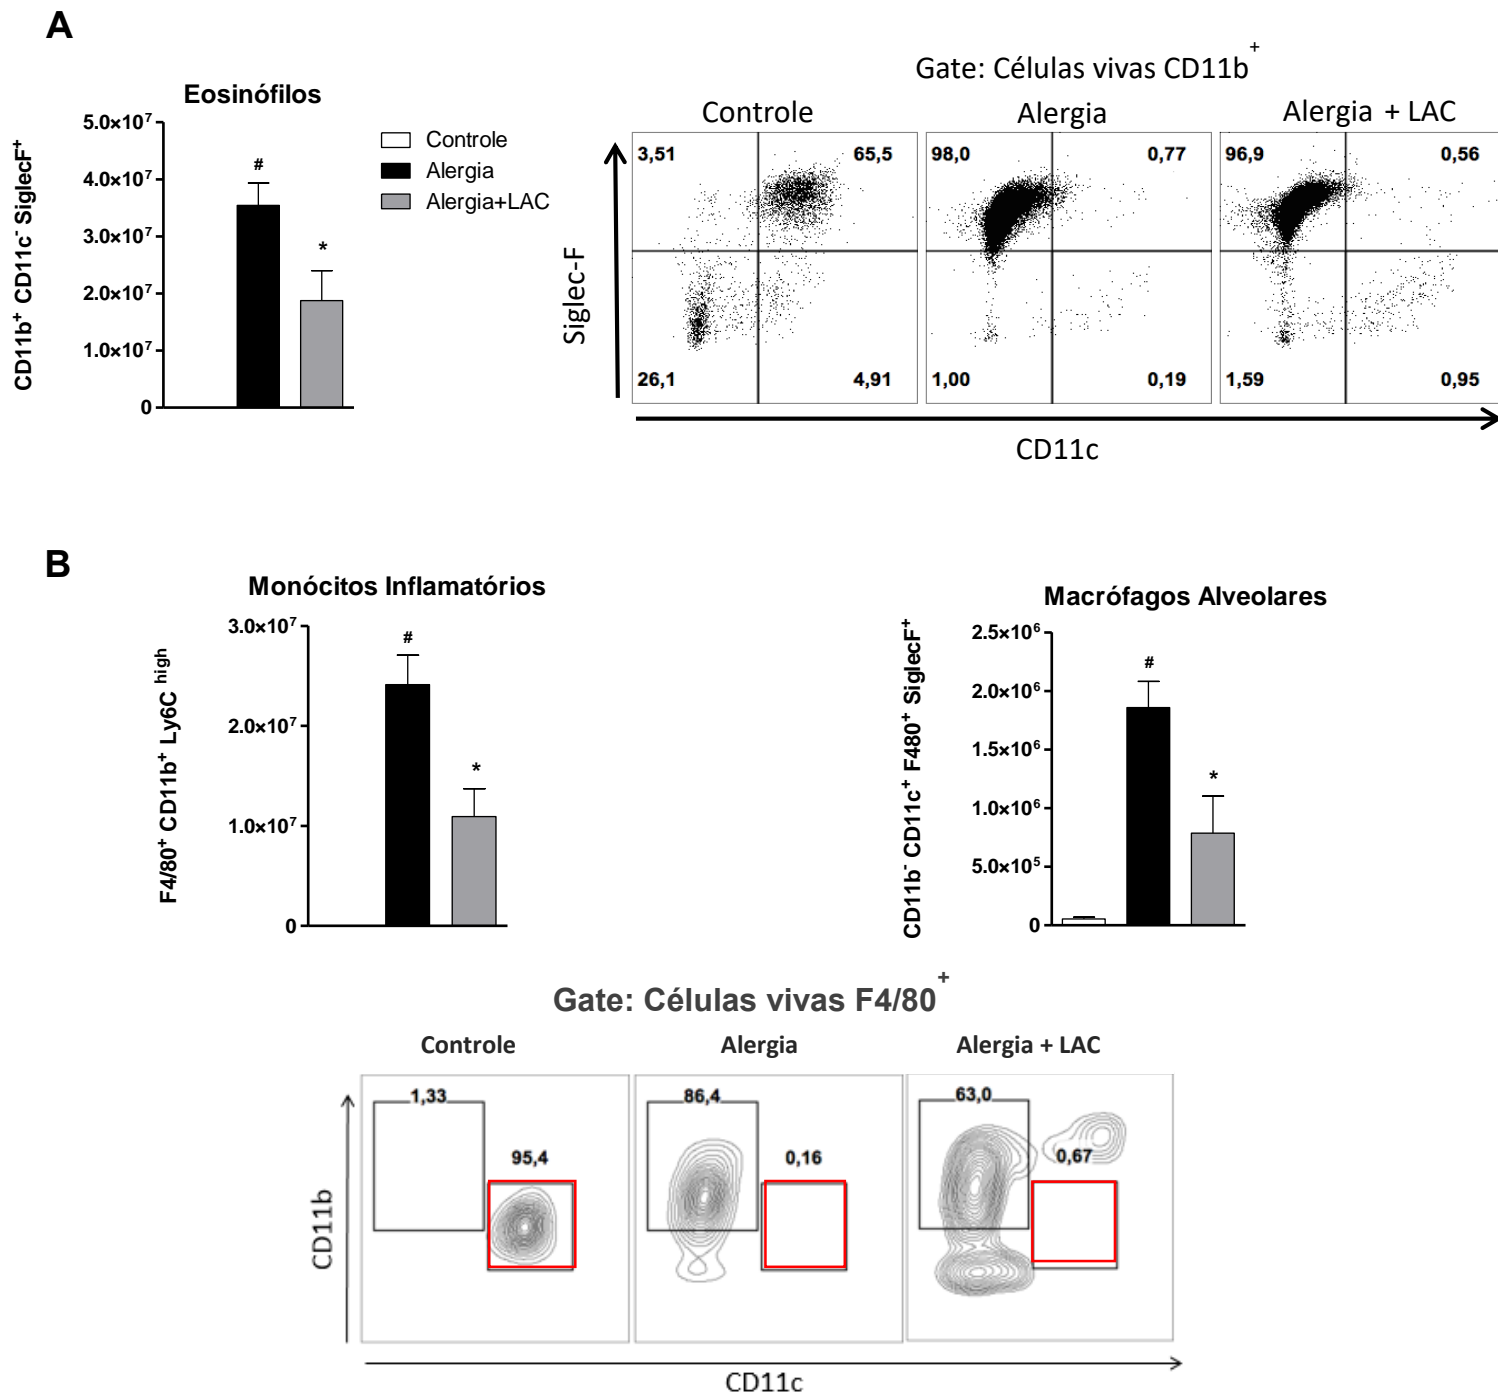 A
Eosinófilos
CD11b⁺ CD11c⁻ SiglecF⁺
5.0×10⁷
4.0×10⁷
3.0×10⁷
2.0×10⁷
1.0×10⁷
0
#
*
Controle
Alergia
Alergia+LAC
Gate: Células vivas CD11b⁺
Controle
Alergia
Alergia + LAC
3,51
65,5
98,0
0,77
96,9
0,56
26,1
4,91
1,00
0,19
1,59
0,95
Siglec-F
CD11c
B
Monócitos Inflamatórios
F4/80⁺ CD11b⁺ Ly6C high
3.0×10⁷
2.0×10⁷
1.0×10⁷
0
#
*
Macrófagos Alveolares
CD11b⁻ CD11c⁺ F480⁺ SiglecF⁺
2.5×10⁶
2.0×10⁶
1.5×10⁶
1.0×10⁶
5.0×10⁵
0
#
*
Gate: Células vivas F4/80⁺
Controle
Alergia
Alergia + LAC
1,33
95,4
86,4
0,16
63,0
0,67
CD11b
CD11c